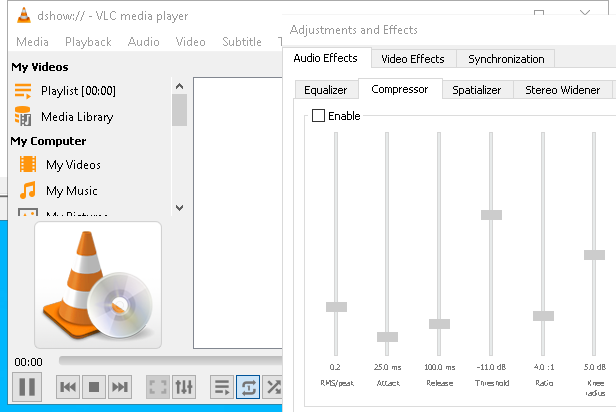 dshow:// - VLC media player
Media Playback Audio Video Subtitle
My Videos
Playlist [00:00]
Media Library
My Computer
My Videos
My Music
My Pictures
00:00
Adjustments and Effects
Audio Effects Video Effects Synchronization
Equalizer Compressor Spatializer Stereo Widener
Enable
0.2 25.0 ms 100.0 ms -11.0 dB 4.0 :1 5.0 dB
RMS/peak Attack Release Threshold Ratio Knee
radius